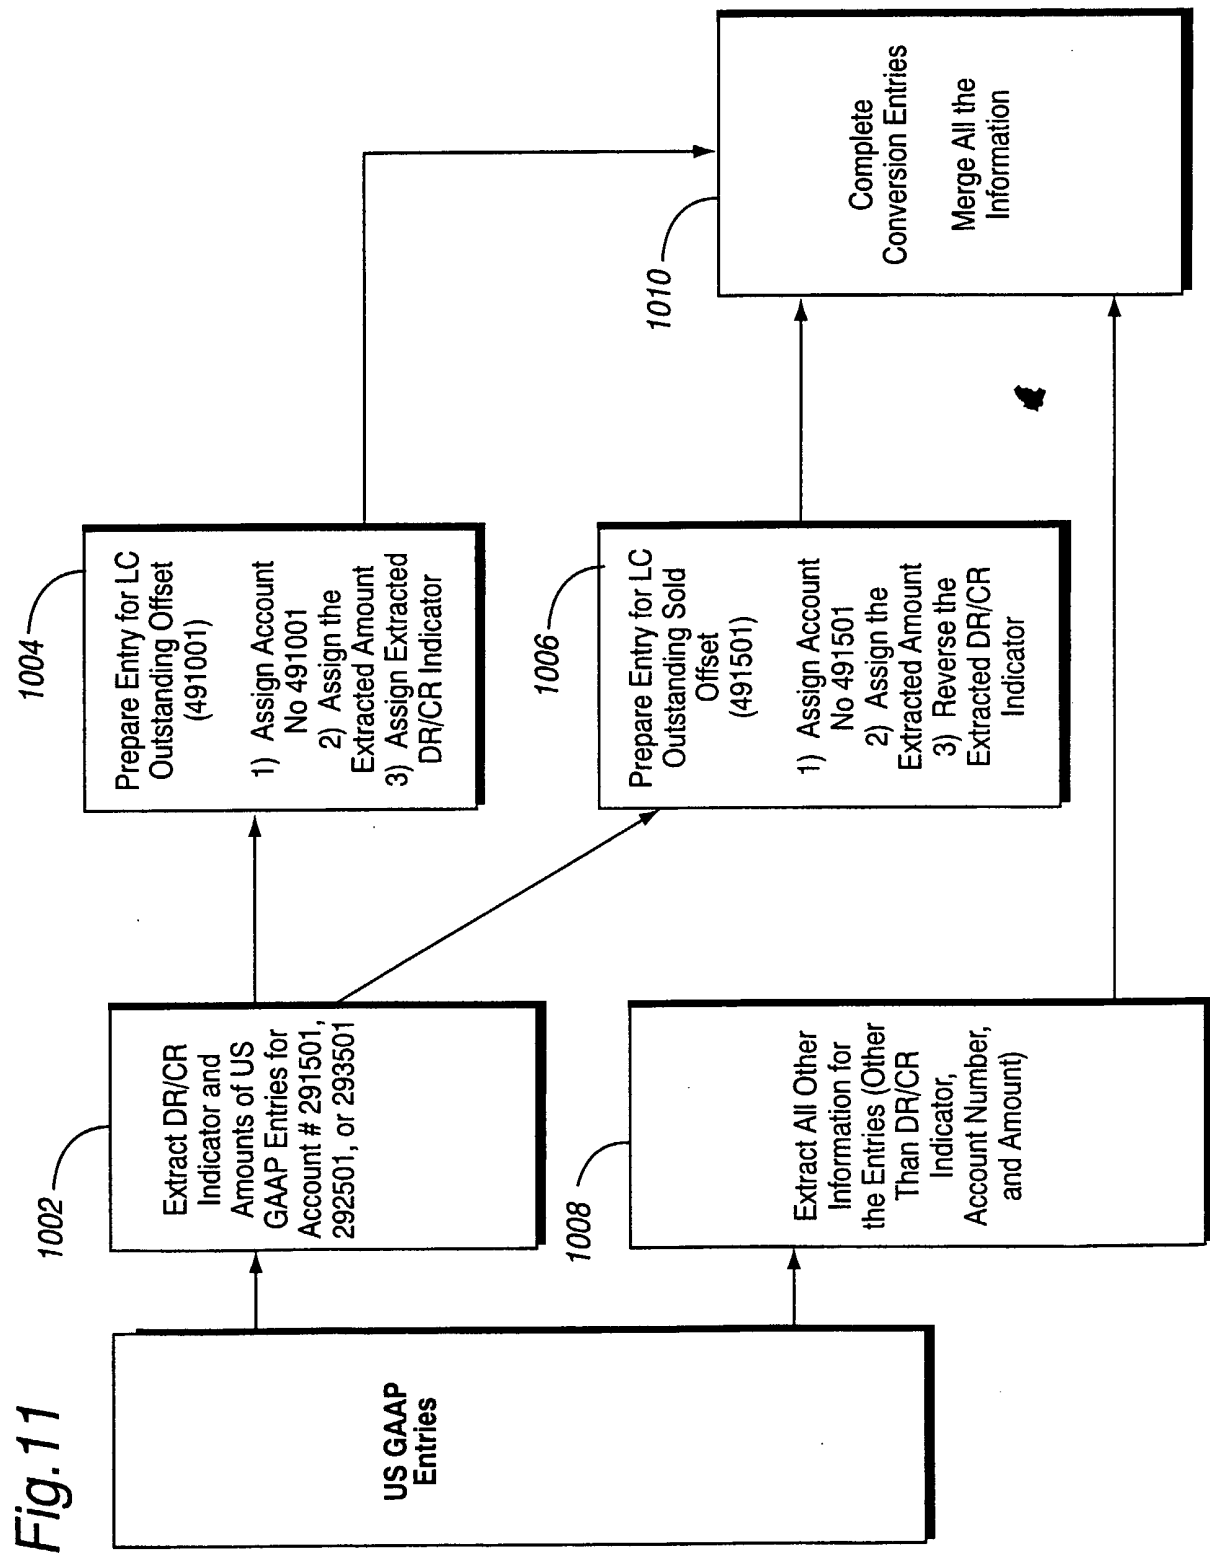 Fig.11
US GAAP
Entries
1002
Extract DR/CR
Indicator and
Amounts of US
GAAP Entries for
Account # 291501,
292501, or 293501
1004
Prepare Entry for LC
Outstanding Offset
(491001)
1) Assign Account
No 491001
2) Assign the
Extracted Amount
3) Assign Extracted
DR/CR Indicator
1006
Prepare Entry for LC
Outstanding Sold
Offset
(491501)
1) Assign Account
No 491501
2) Assign the
Extracted Amount
3) Reverse the
Extracted DR/CR
Indicator
1008
Extract All Other
Information for
the Entries (Other
Than DR/CR
Indicator,
Account Number,
and Amount)
1010
Complete
Conversion Entries
Merge All the
Information